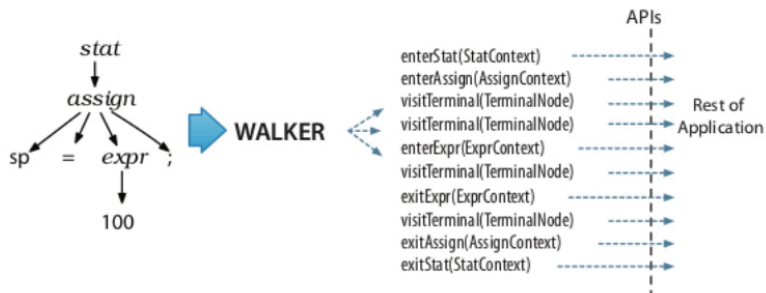 stat
assign
sp = expr ;
100
WALKER
APIs
enterStat(StatContext)
enterAssign(AssignContext)
visitTerminal(TerminalNode)
visitTerminal(TerminalNode)
enterExpr(ExprContext)
visitTerminal(TerminalNode)
exitExpr(ExprContext)
visitTerminal(TerminalNode)
exitAssign(AssignContext)
exitStat(StatContext)
Rest of
Application